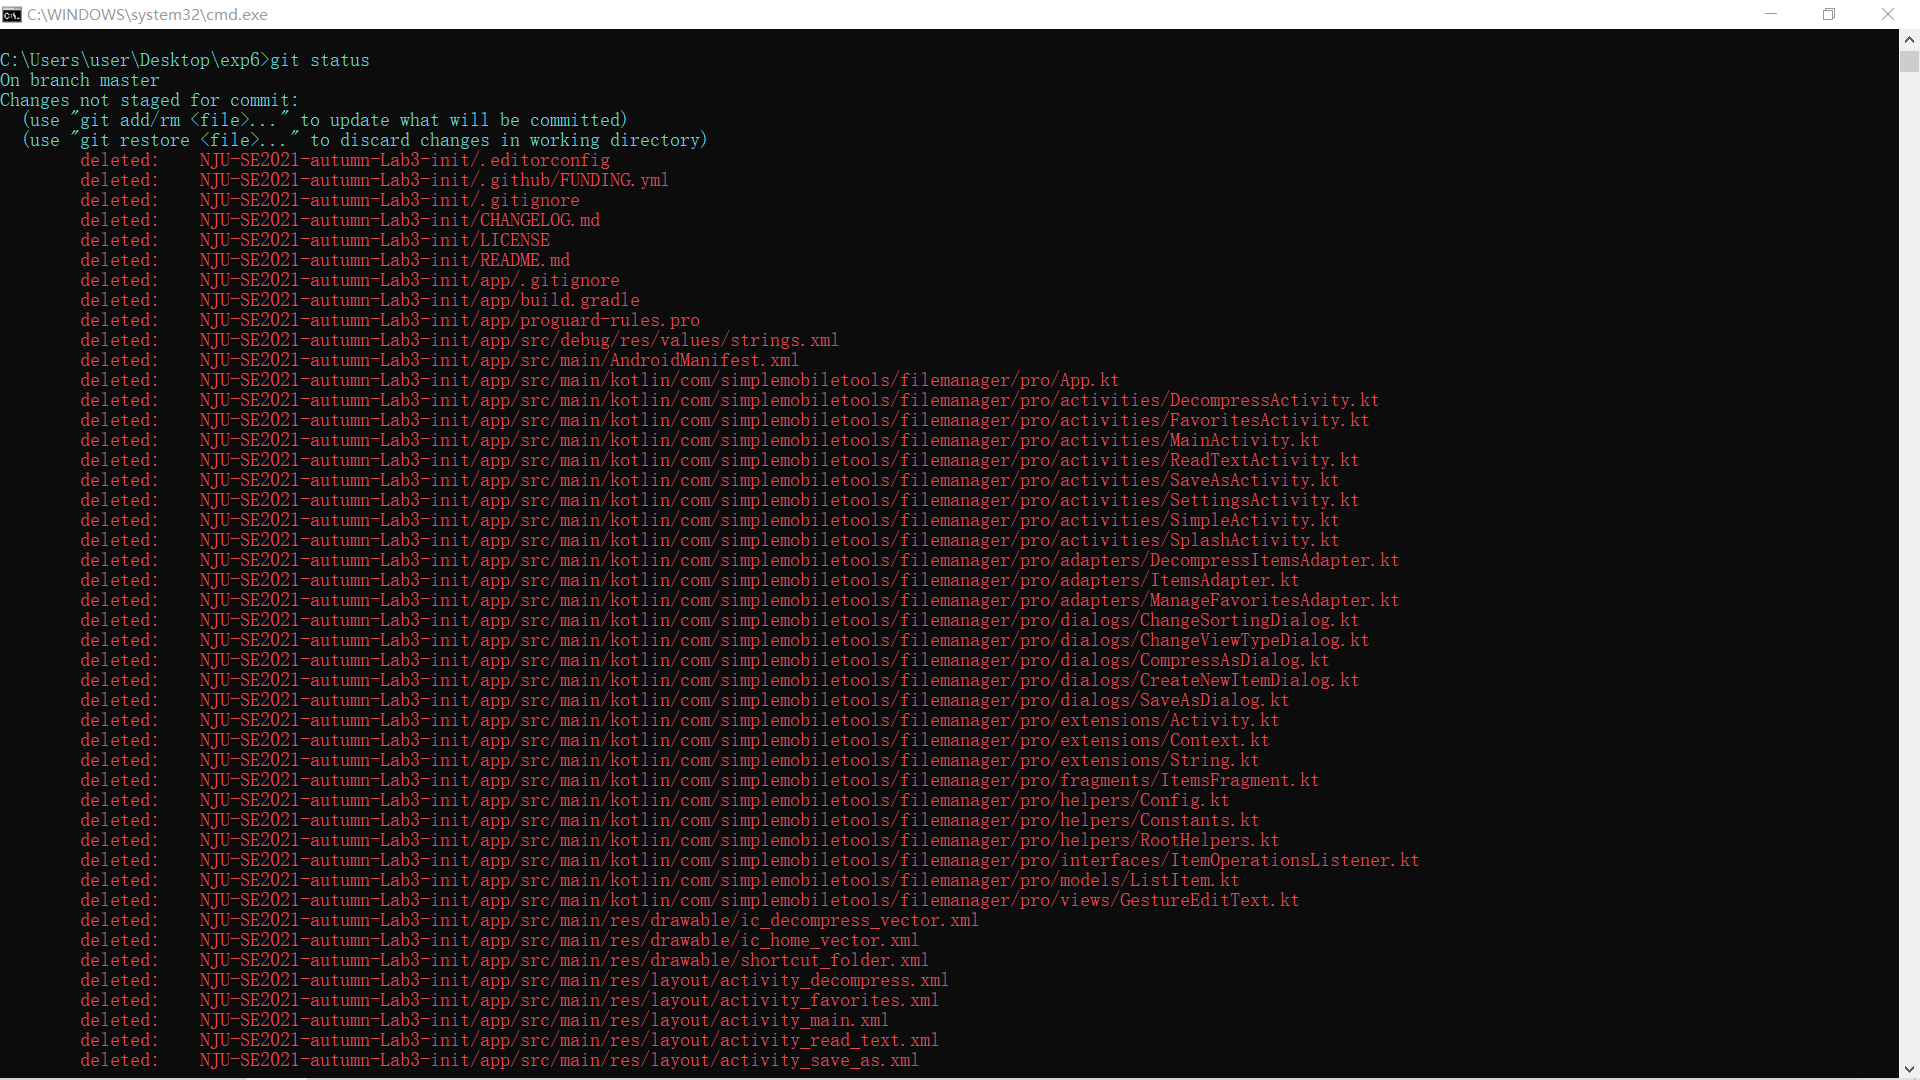 C:\WINDOWS\system32\cmd.exe
C:\Users\user\Desktop\exp6>git status
On branch master
Changes not staged for commit:
  (use "git add/rm <file>..." to update what will be committed)
  (use "git restore <file>..." to discard changes in working directory)
        deleted:    NJU-SE2021-autumn-Lab3-init/.editorconfig
        deleted:    NJU-SE2021-autumn-Lab3-init/.github/FUNDING.yml
        deleted:    NJU-SE2021-autumn-Lab3-init/.gitignore
        deleted:    NJU-SE2021-autumn-Lab3-init/CHANGELOG.md
        deleted:    NJU-SE2021-autumn-Lab3-init/LICENSE
        deleted:    NJU-SE2021-autumn-Lab3-init/README.md
        deleted:    NJU-SE2021-autumn-Lab3-init/app/.gitignore
        deleted:    NJU-SE2021-autumn-Lab3-init/app/build.gradle
        deleted:    NJU-SE2021-autumn-Lab3-init/app/proguard-rules.pro
        deleted:    NJU-SE2021-autumn-Lab3-init/app/src/debug/res/values/strings.xml
        deleted:    NJU-SE2021-autumn-Lab3-init/app/src/main/AndroidManifest.xml
        deleted:    NJU-SE2021-autumn-Lab3-init/app/src/main/kotlin/com/simplemobiletools/filemanager/pro/App.kt
        deleted:    NJU-SE2021-autumn-Lab3-init/app/src/main/kotlin/com/simplemobiletools/filemanager/pro/activities/DecompressActivity.kt
        deleted:    NJU-SE2021-autumn-Lab3-init/app/src/main/kotlin/com/simplemobiletools/filemanager/pro/activities/FavoritesActivity.kt
        deleted:    NJU-SE2021-autumn-Lab3-init/app/src/main/kotlin/com/simplemobiletools/filemanager/pro/activities/MainActivity.kt
        deleted:    NJU-SE2021-autumn-Lab3-init/app/src/main/kotlin/com/simplemobiletools/filemanager/pro/activities/ReadTextActivity.kt
        deleted:    NJU-SE2021-autumn-Lab3-init/app/src/main/kotlin/com/simplemobiletools/filemanager/pro/activities/SaveAsActivity.kt
        deleted:    NJU-SE2021-autumn-Lab3-init/app/src/main/kotlin/com/simplemobiletools/filemanager/pro/activities/SettingsActivity.kt
        deleted:    NJU-SE2021-autumn-Lab3-init/app/src/main/kotlin/com/simplemobiletools/filemanager/pro/activities/SimpleActivity.kt
        deleted:    NJU-SE2021-autumn-Lab3-init/app/src/main/kotlin/com/simplemobiletools/filemanager/pro/activities/SplashActivity.kt
        deleted:    NJU-SE2021-autumn-Lab3-init/app/src/main/kotlin/com/simplemobiletools/filemanager/pro/adapters/DecompressItemsAdapter.kt
        deleted:    NJU-SE2021-autumn-Lab3-init/app/src/main/kotlin/com/simplemobiletools/filemanager/pro/adapters/ItemsAdapter.kt
        deleted:    NJU-SE2021-autumn-Lab3-init/app/src/main/kotlin/com/simplemobiletools/filemanager/pro/adapters/ManageFavoritesAdapter.kt
        deleted:    NJU-SE2021-autumn-Lab3-init/app/src/main/kotlin/com/simplemobiletools/filemanager/pro/dialogs/ChangeSortingDialog.kt
        deleted:    NJU-SE2021-autumn-Lab3-init/app/src/main/kotlin/com/simplemobiletools/filemanager/pro/dialogs/ChangeViewTypeDialog.kt
        deleted:    NJU-SE2021-autumn-Lab3-init/app/src/main/kotlin/com/simplemobiletools/filemanager/pro/dialogs/CompressAsDialog.kt
        deleted:    NJU-SE2021-autumn-Lab3-init/app/src/main/kotlin/com/simplemobiletools/filemanager/pro/dialogs/CreateNewItemDialog.kt
        deleted:    NJU-SE2021-autumn-Lab3-init/app/src/main/kotlin/com/simplemobiletools/filemanager/pro/dialogs/SaveAsDialog.kt
        deleted:    NJU-SE2021-autumn-Lab3-init/app/src/main/kotlin/com/simplemobiletools/filemanager/pro/extensions/Activity.kt
        deleted:    NJU-SE2021-autumn-Lab3-init/app/src/main/kotlin/com/simplemobiletools/filemanager/pro/extensions/Context.kt
        deleted:    NJU-SE2021-autumn-Lab3-init/app/src/main/kotlin/com/simplemobiletools/filemanager/pro/extensions/String.kt
        deleted:    NJU-SE2021-autumn-Lab3-init/app/src/main/kotlin/com/simplemobiletools/filemanager/pro/fragments/ItemsFragment.kt
        deleted:    NJU-SE2021-autumn-Lab3-init/app/src/main/kotlin/com/simplemobiletools/filemanager/pro/helpers/Config.kt
        deleted:    NJU-SE2021-autumn-Lab3-init/app/src/main/kotlin/com/simplemobiletools/filemanager/pro/helpers/Constants.kt
        deleted:    NJU-SE2021-autumn-Lab3-init/app/src/main/kotlin/com/simplemobiletools/filemanager/pro/helpers/RootHelpers.kt
        deleted:    NJU-SE2021-autumn-Lab3-init/app/src/main/kotlin/com/simplemobiletools/filemanager/pro/interfaces/ItemOperationsListener.kt
        deleted:    NJU-SE2021-autumn-Lab3-init/app/src/main/kotlin/com/simplemobiletools/filemanager/pro/models/ListItem.kt
        deleted:    NJU-SE2021-autumn-Lab3-init/app/src/main/kotlin/com/simplemobiletools/filemanager/pro/views/GestureEditText.kt
        deleted:    NJU-SE2021-autumn-Lab3-init/app/src/main/res/drawable/ic_decompress_vector.xml
        deleted:    NJU-SE2021-autumn-Lab3-init/app/src/main/res/drawable/ic_home_vector.xml
        deleted:    NJU-SE2021-autumn-Lab3-init/app/src/main/res/drawable/shortcut_folder.xml
        deleted:    NJU-SE2021-autumn-Lab3-init/app/src/main/res/layout/activity_decompress.xml
        deleted:    NJU-SE2021-autumn-Lab3-init/app/src/main/res/layout/activity_favorites.xml
        deleted:    NJU-SE2021-autumn-Lab3-init/app/src/main/res/layout/activity_main.xml
        deleted:    NJU-SE2021-autumn-Lab3-init/app/src/main/res/layout/activity_read_text.xml
        deleted:    NJU-SE2021-autumn-Lab3-init/app/src/main/res/layout/activity_save_as.xml